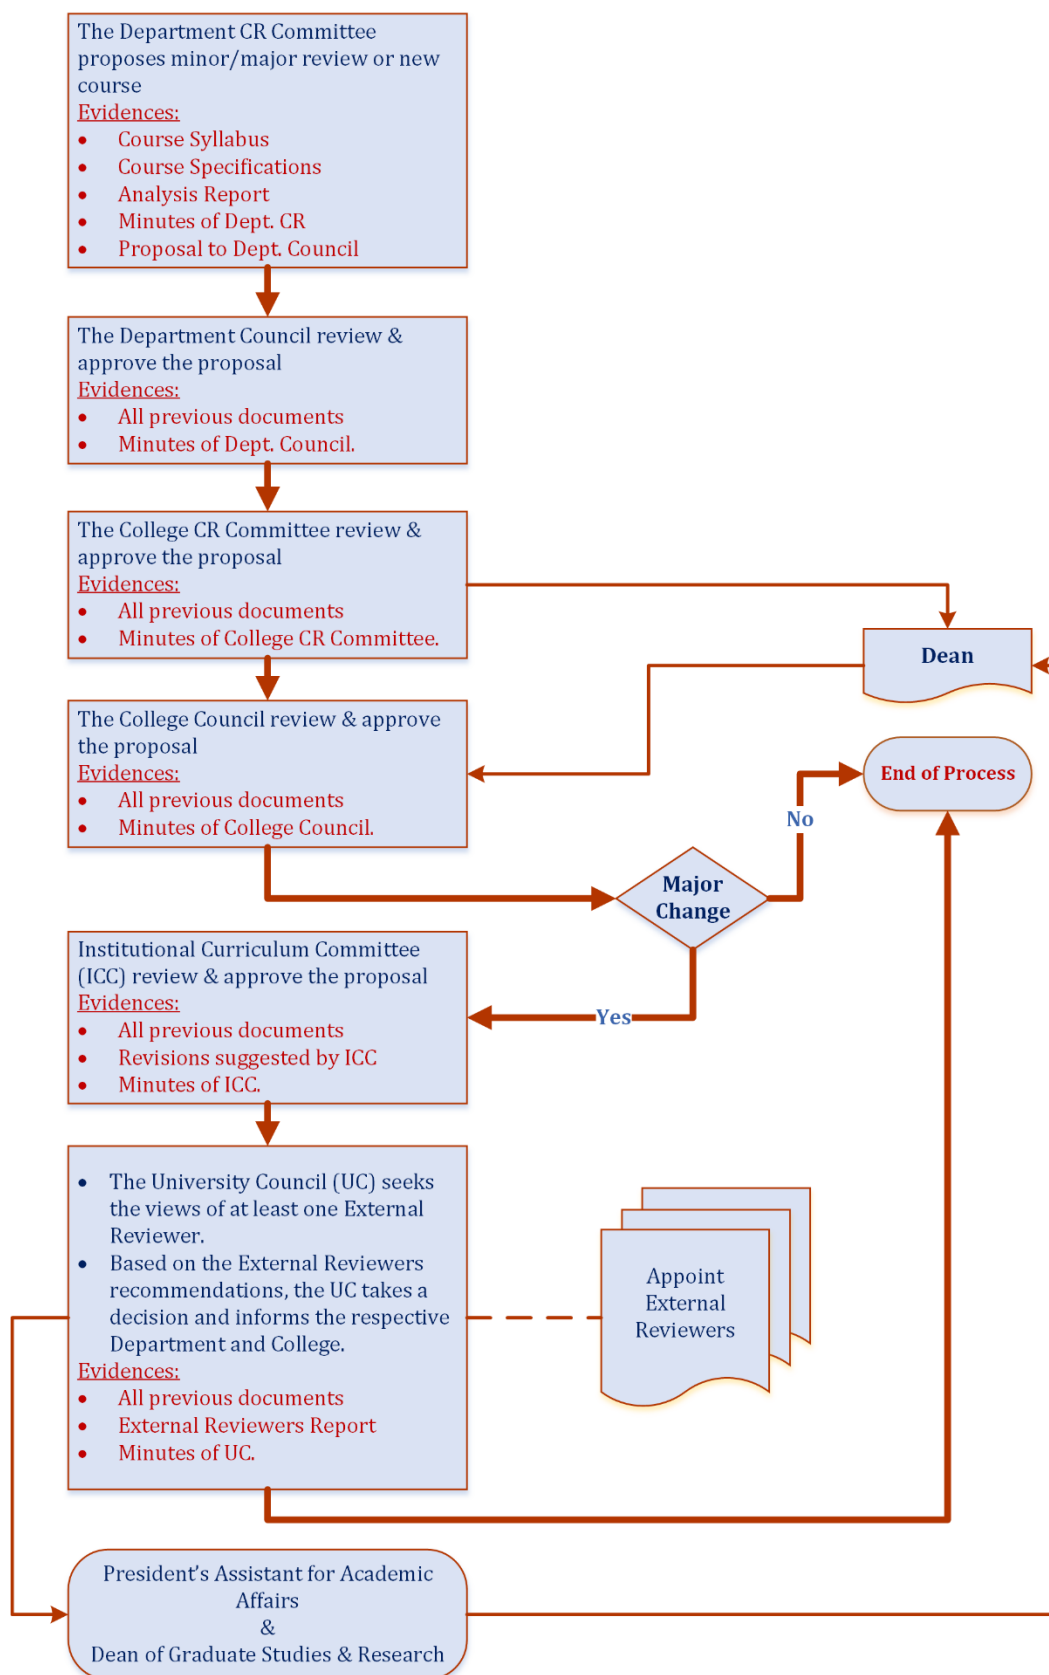 The Department CR Committee
proposes minor/major review or new
course
Evidences:
• Course Syllabus
• Course Specifications
• Analysis Report
• Minutes of Dept. CR
• Proposal to Dept. Council
The Department Council review &
approve the proposal
Evidences:
• All previous documents
• Minutes of Dept. Council.
The College CR Committee review &
approve the proposal
Evidences:
• All previous documents
• Minutes of College CR Committee.
Dean
The College Council review & approve
the proposal
Evidences:
• All previous documents
• Minutes of College Council.
End of Process
No
Major
Change
Yes
Institutional Curriculum Committee
(ICC) review & approve the proposal
Evidences:
• All previous documents
• Revisions suggested by ICC
• Minutes of ICC.
• The University Council (UC) seeks
the views of at least one External
Reviewer.
• Based on the External Reviewers
recommendations, the UC takes a
decision and informs the respective
Department and College.
Evidences:
• All previous documents
• External Reviewers Report
• Minutes of UC.
Appoint
External
Reviewers
President's Assistant for Academic
Affairs
&
Dean of Graduate Studies & Research